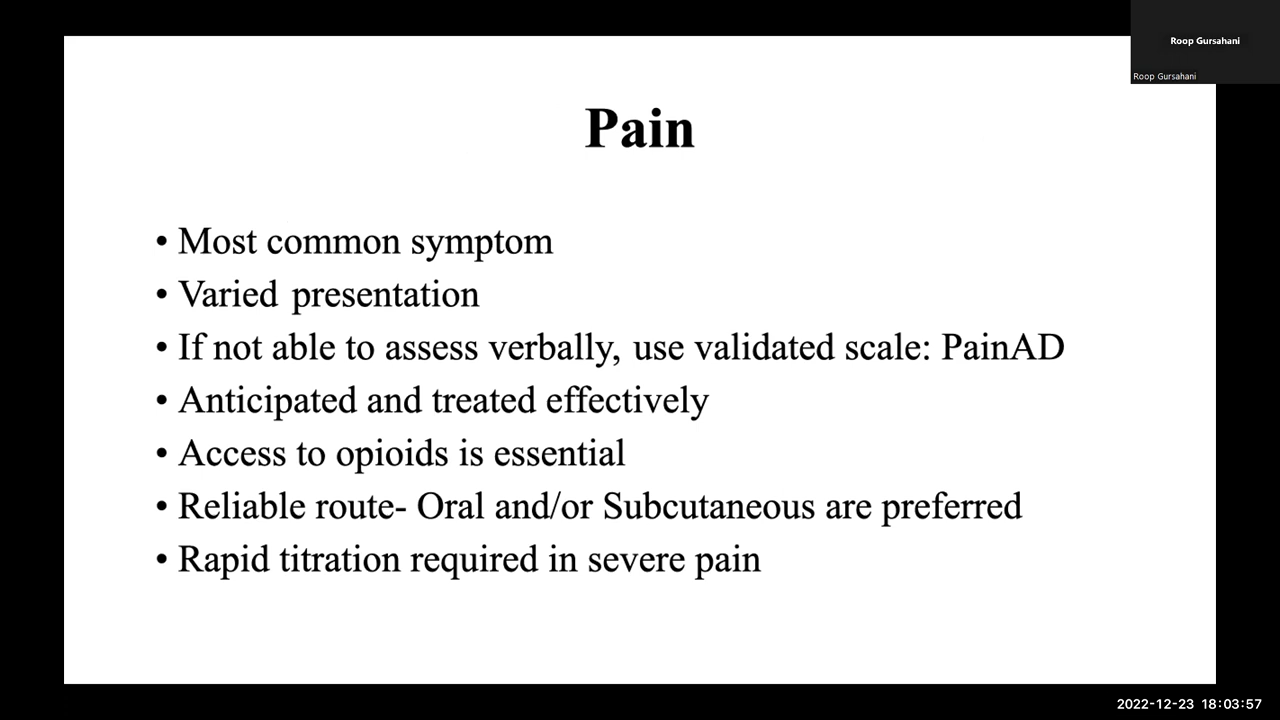 Roop Gursahani
Roop Gursahani
Pain
• Most common symptom
• Varied presentation
• If not able to assess verbally, use validated scale: PainAD
• Anticipated and treated effectively
• Access to opioids is essential
• Reliable route- Oral and/or Subcutaneous are preferred
• Rapid titration required in severe pain
2022-12-23 18:03:57